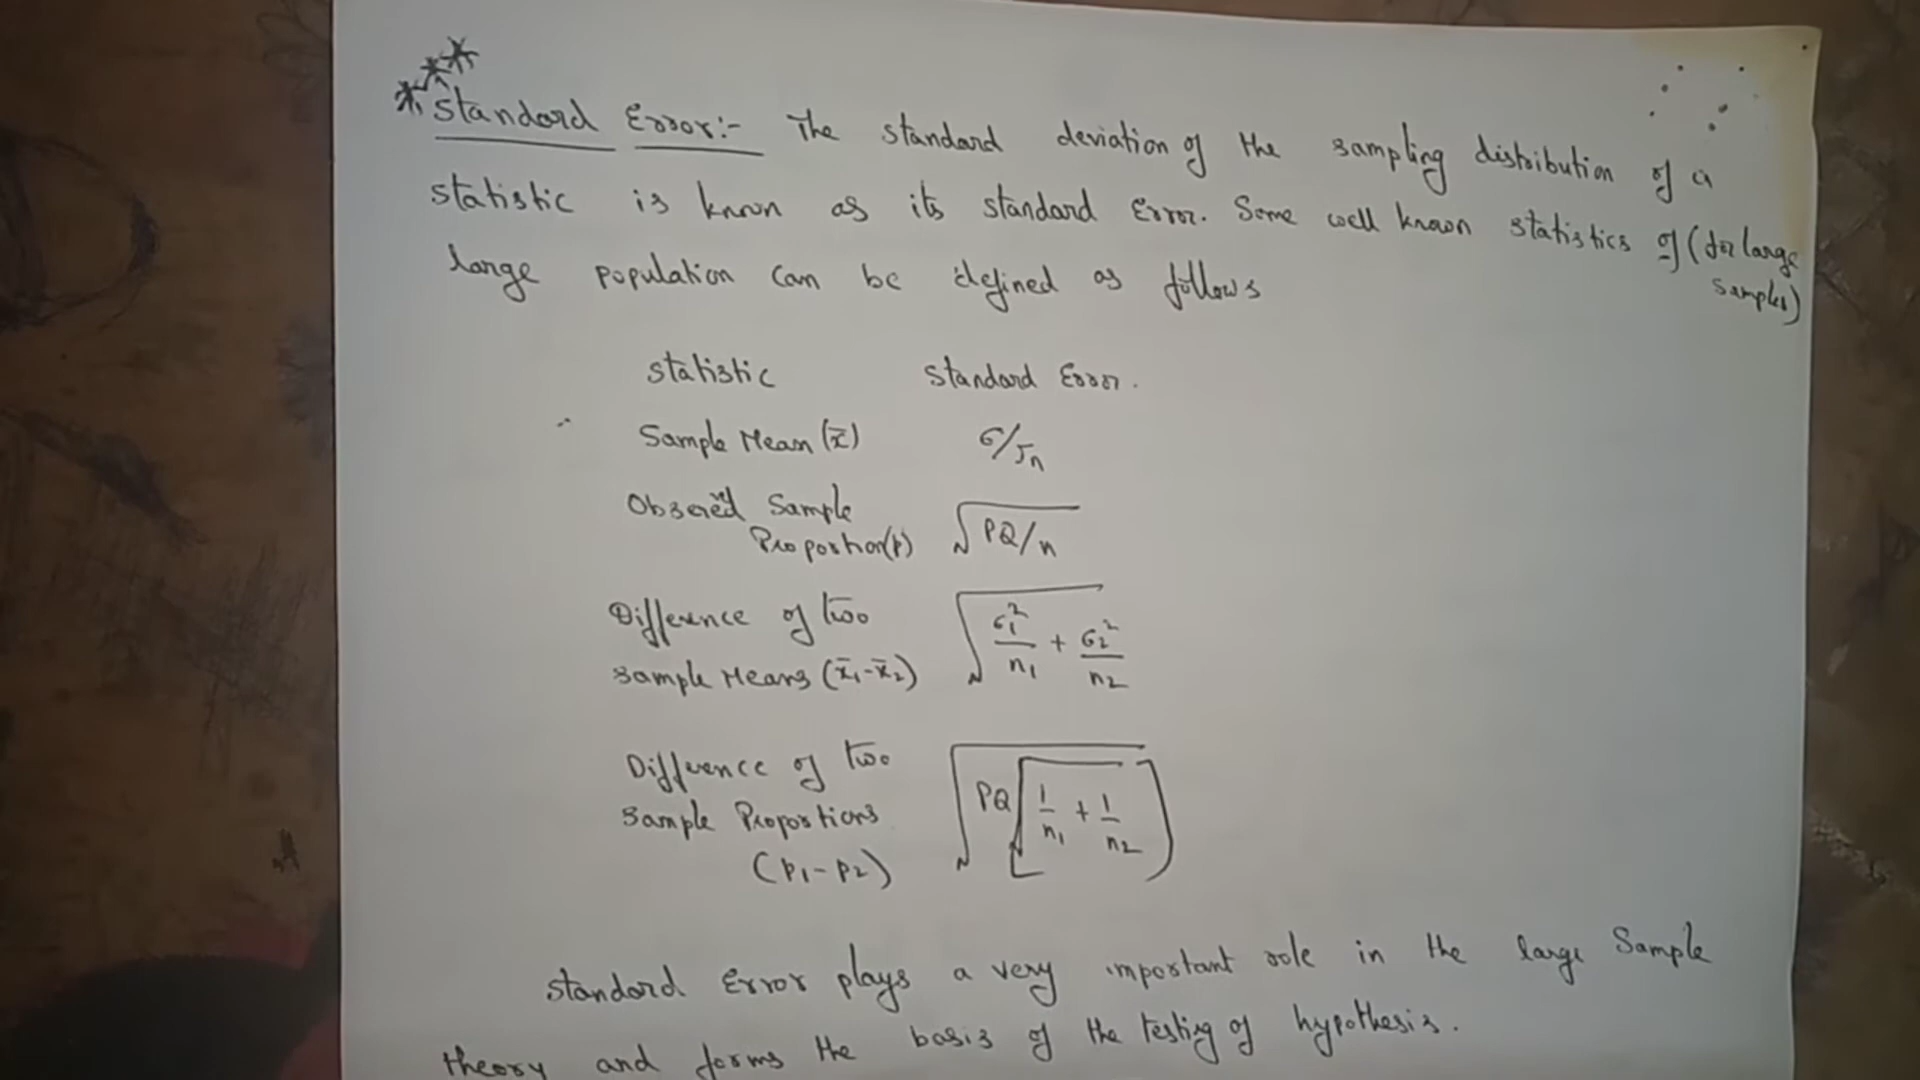 *** Standard Error:- The standard deviation of the sampling distribution of a
statistic is known as its standard Error. Some well known statistics of (for large
samples)
large population can be defined as follows
statistic Standard Error.
Sample Mean (x̄) σ/√n
Observed Sample
Proportion(p) √PQ/n
Difference of two
sample Means (x̄₁-x̄₂) √(σ₁²/n₁ + σ₂²/n₂)
Difference of two
sample Proportions √PQ[1/n₁ + 1/n₂]
(p₁-p₂)
standard Error plays a very important role in the large Sample
theory and forms the basis of the testing of hypothesis.